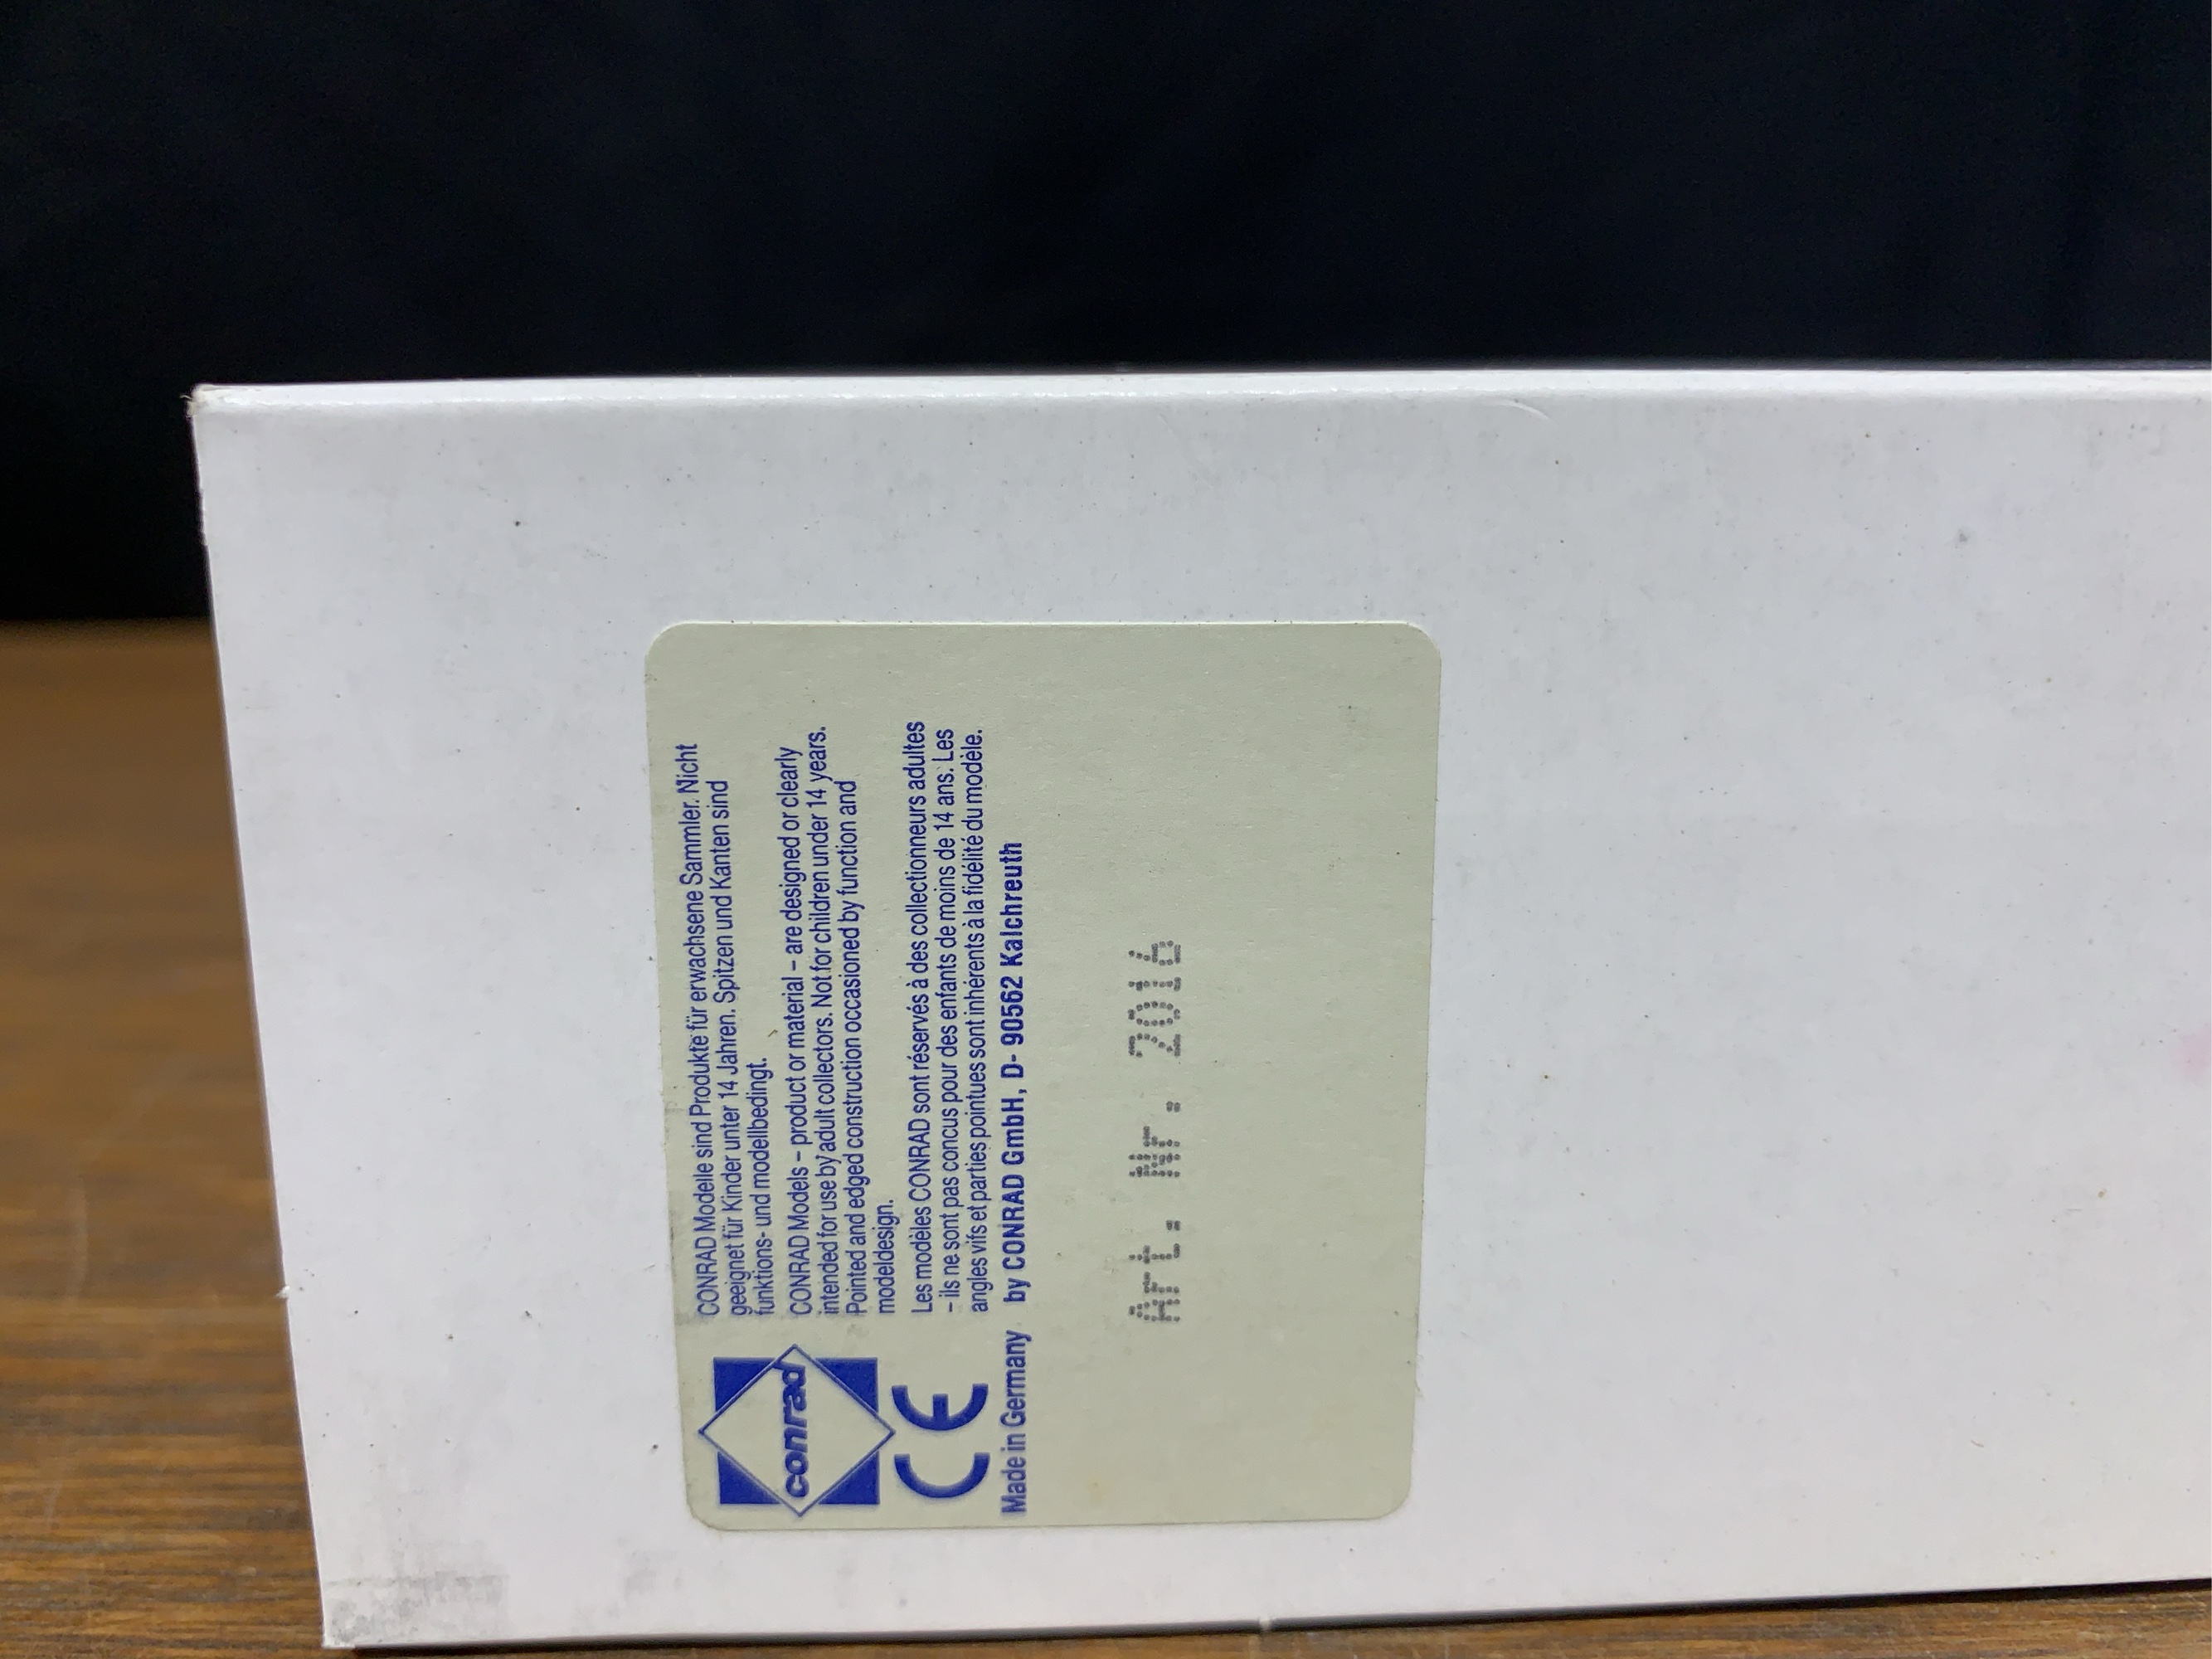 conrad
CE
CONRAD Modelle sind Produkte für erwachsene Sammler. Nicht
geeignet für Kinder unter 14 Jahren. Spitzen und Kanten sind
funktions- und modellbedingt.
CONRAD Models – product or material – are designed or clearly
intended for use by adult collectors. Not for children under 14 years.
Pointed and edged construction occasioned by function and
modeldesign.
Les modèles CONRAD sont réservés à des collectionneurs adultes
– ils ne sont pas concus pour des enfants de moins de 14 ans. Les
angles vifs et parties pointues sont inhérents à la fidélité du modèle.
Made in Germany by CONRAD GmbH, D- 90562 Kalchreuth
Art. Nr. 2016